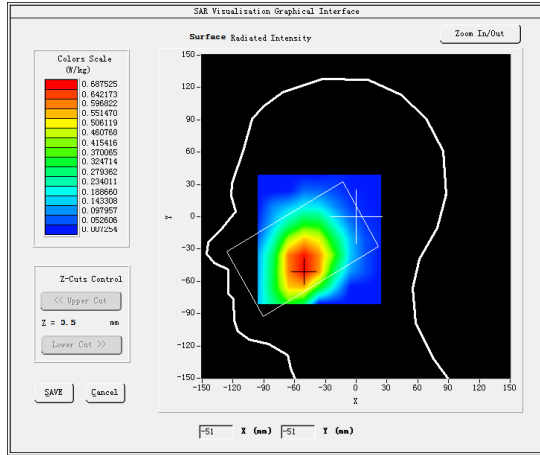 SAR Visualisation Graphical Interface
Surface Radiated Intensity
Zoom In/Out
Colors Scale
(W/kg)
0.687525
0.642173
0.596822
0.551470
0.506119
0.460768
0.415416
0.370065
0.324714
0.279362
0.234011
0.188660
0.143308
0.097957
0.052606
0.007254
Z-Cuts Control
<< Upper Cut
Z = 3.5 mm
Lower Cut >>
SAVE
Cancel
150-
120-
90-
60-
30-
Y
0-
-30-
-60-
-90-
-120-
-150-
-150 -120 -90 -60 -30 0 30 60 90 120 150
X
-51 X (mm) -51 Y (mm)